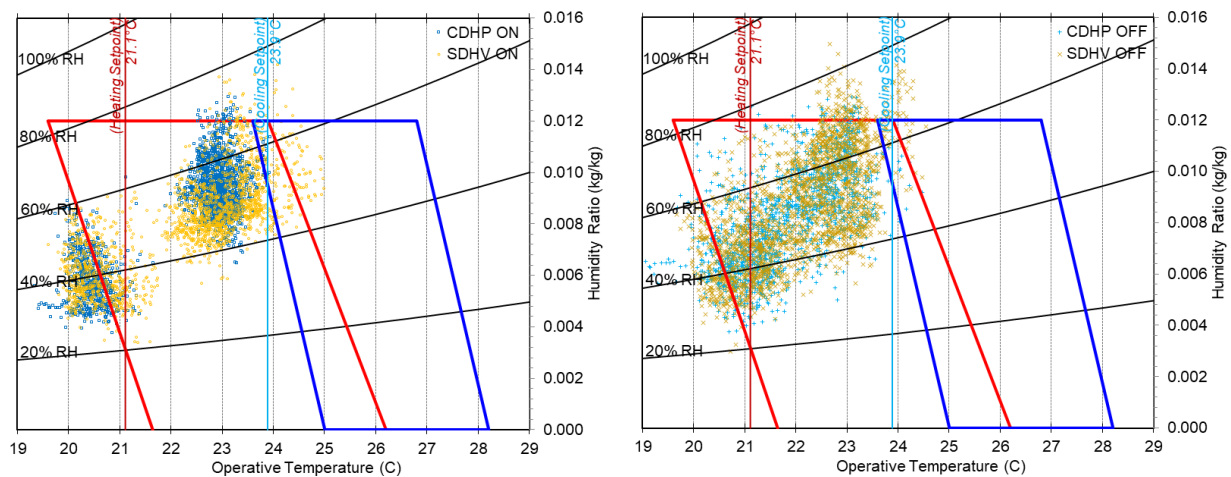 CDHP ON
SDHV ON
(Heating Setpoint)
21.1°C
(Cooling Setpoint)
23.9°C
100% RH
80% RH
60% RH
40% RH
20% RH
0.016
0.014
0.012
0.010
0.008
0.006
0.004
0.002
0.000
Humidity Ratio (kg/kg)
19 20 21 22 23 24 25 26 27 28 29
Operative Temperature (C)
CDHP OFF
SDHV OFF
(Heating Setpoint)
21.1°C
(Cooling Setpoint)
23.9°C
100% RH
80% RH
60% RH
40% RH
20% RH
0.016
0.014
0.012
0.010
0.008
0.006
0.004
0.002
0.000
Humidity Ratio (kg/kg)
19 20 21 22 23 24 25 26 27 28 29
Operative Temperature (C)